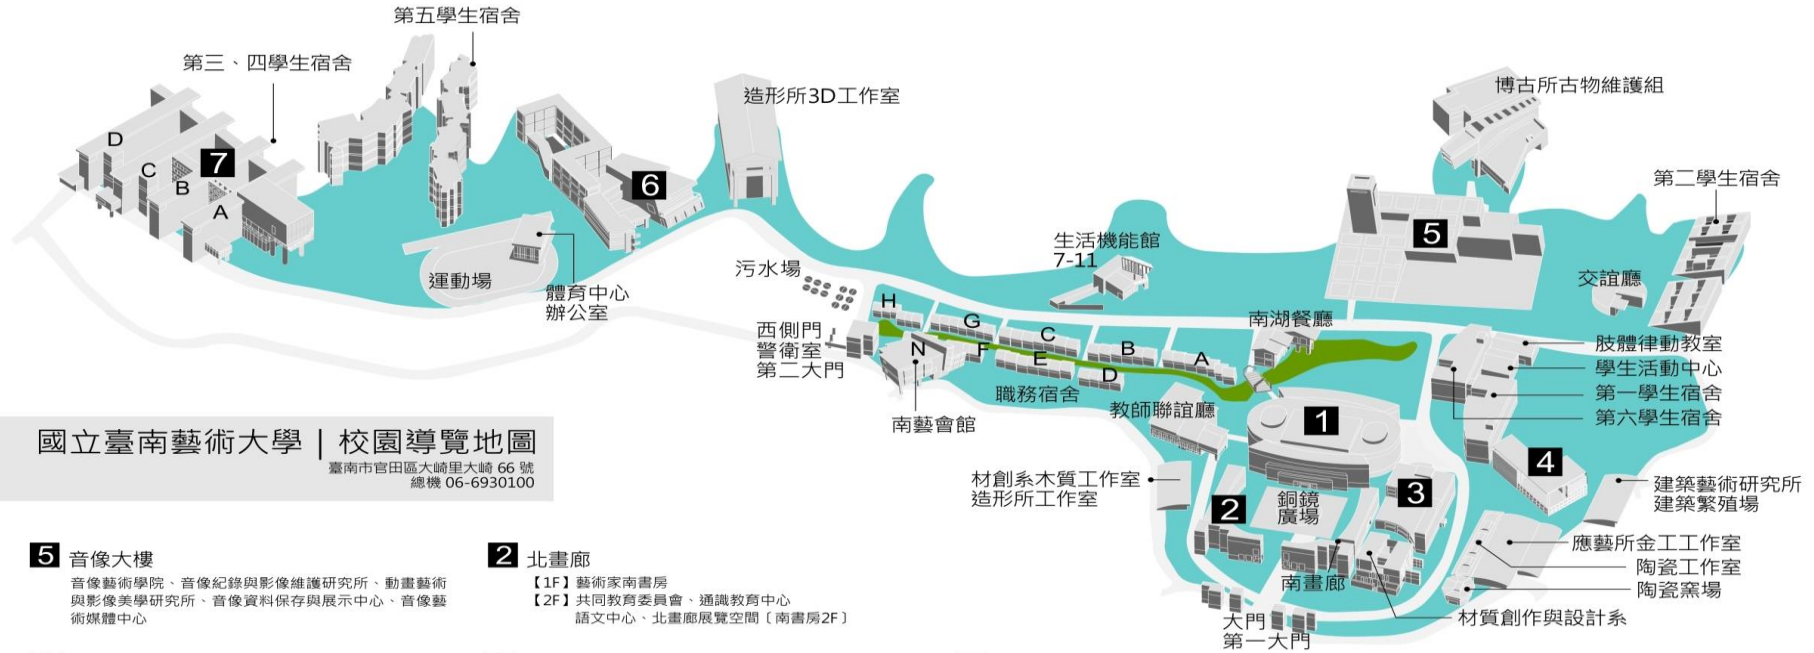 第五學生宿舍
第三、四學生宿舍
造形所3D工作室
博古所古物維護組
D
C
B
A
7
6
第二學生宿舍
5
生活機能館
7-11
污水場
運動場
體育中心
辦公室
交誼廳
H
G
C
B
A
N
F
E
D
南湖餐廳
西側門
警衛室
第二大門
職務宿舍
南藝會館
教師聯誼廳
肢體律動教室
學生活動中心
第一學生宿舍
第六學生宿舍
1
4
國立臺南藝術大學 | 校園導覽地圖
臺南市官田區大崎里大崎 66 號
總機 06-6930100
材創系木質工作室
造形所工作室
2
銅鏡
廣場
3
建築藝術研究所
建築繁殖場
應藝所金工工作室
陶瓷工作室
陶瓷窯場
南畫廊
材質創作與設計系
大門
第一大門
5 音像大樓
音像藝術學院、音像紀錄與影像維護研究所、動畫藝術
與影像美學研究所、音像資料保存與展示中心、音像藝
術媒體中心
2 北畫廊
【1F】藝術家南書房
【2F】共同教育委員會、通識教育中心
語文中心、北畫廊展覽空間〔南書房2F〕